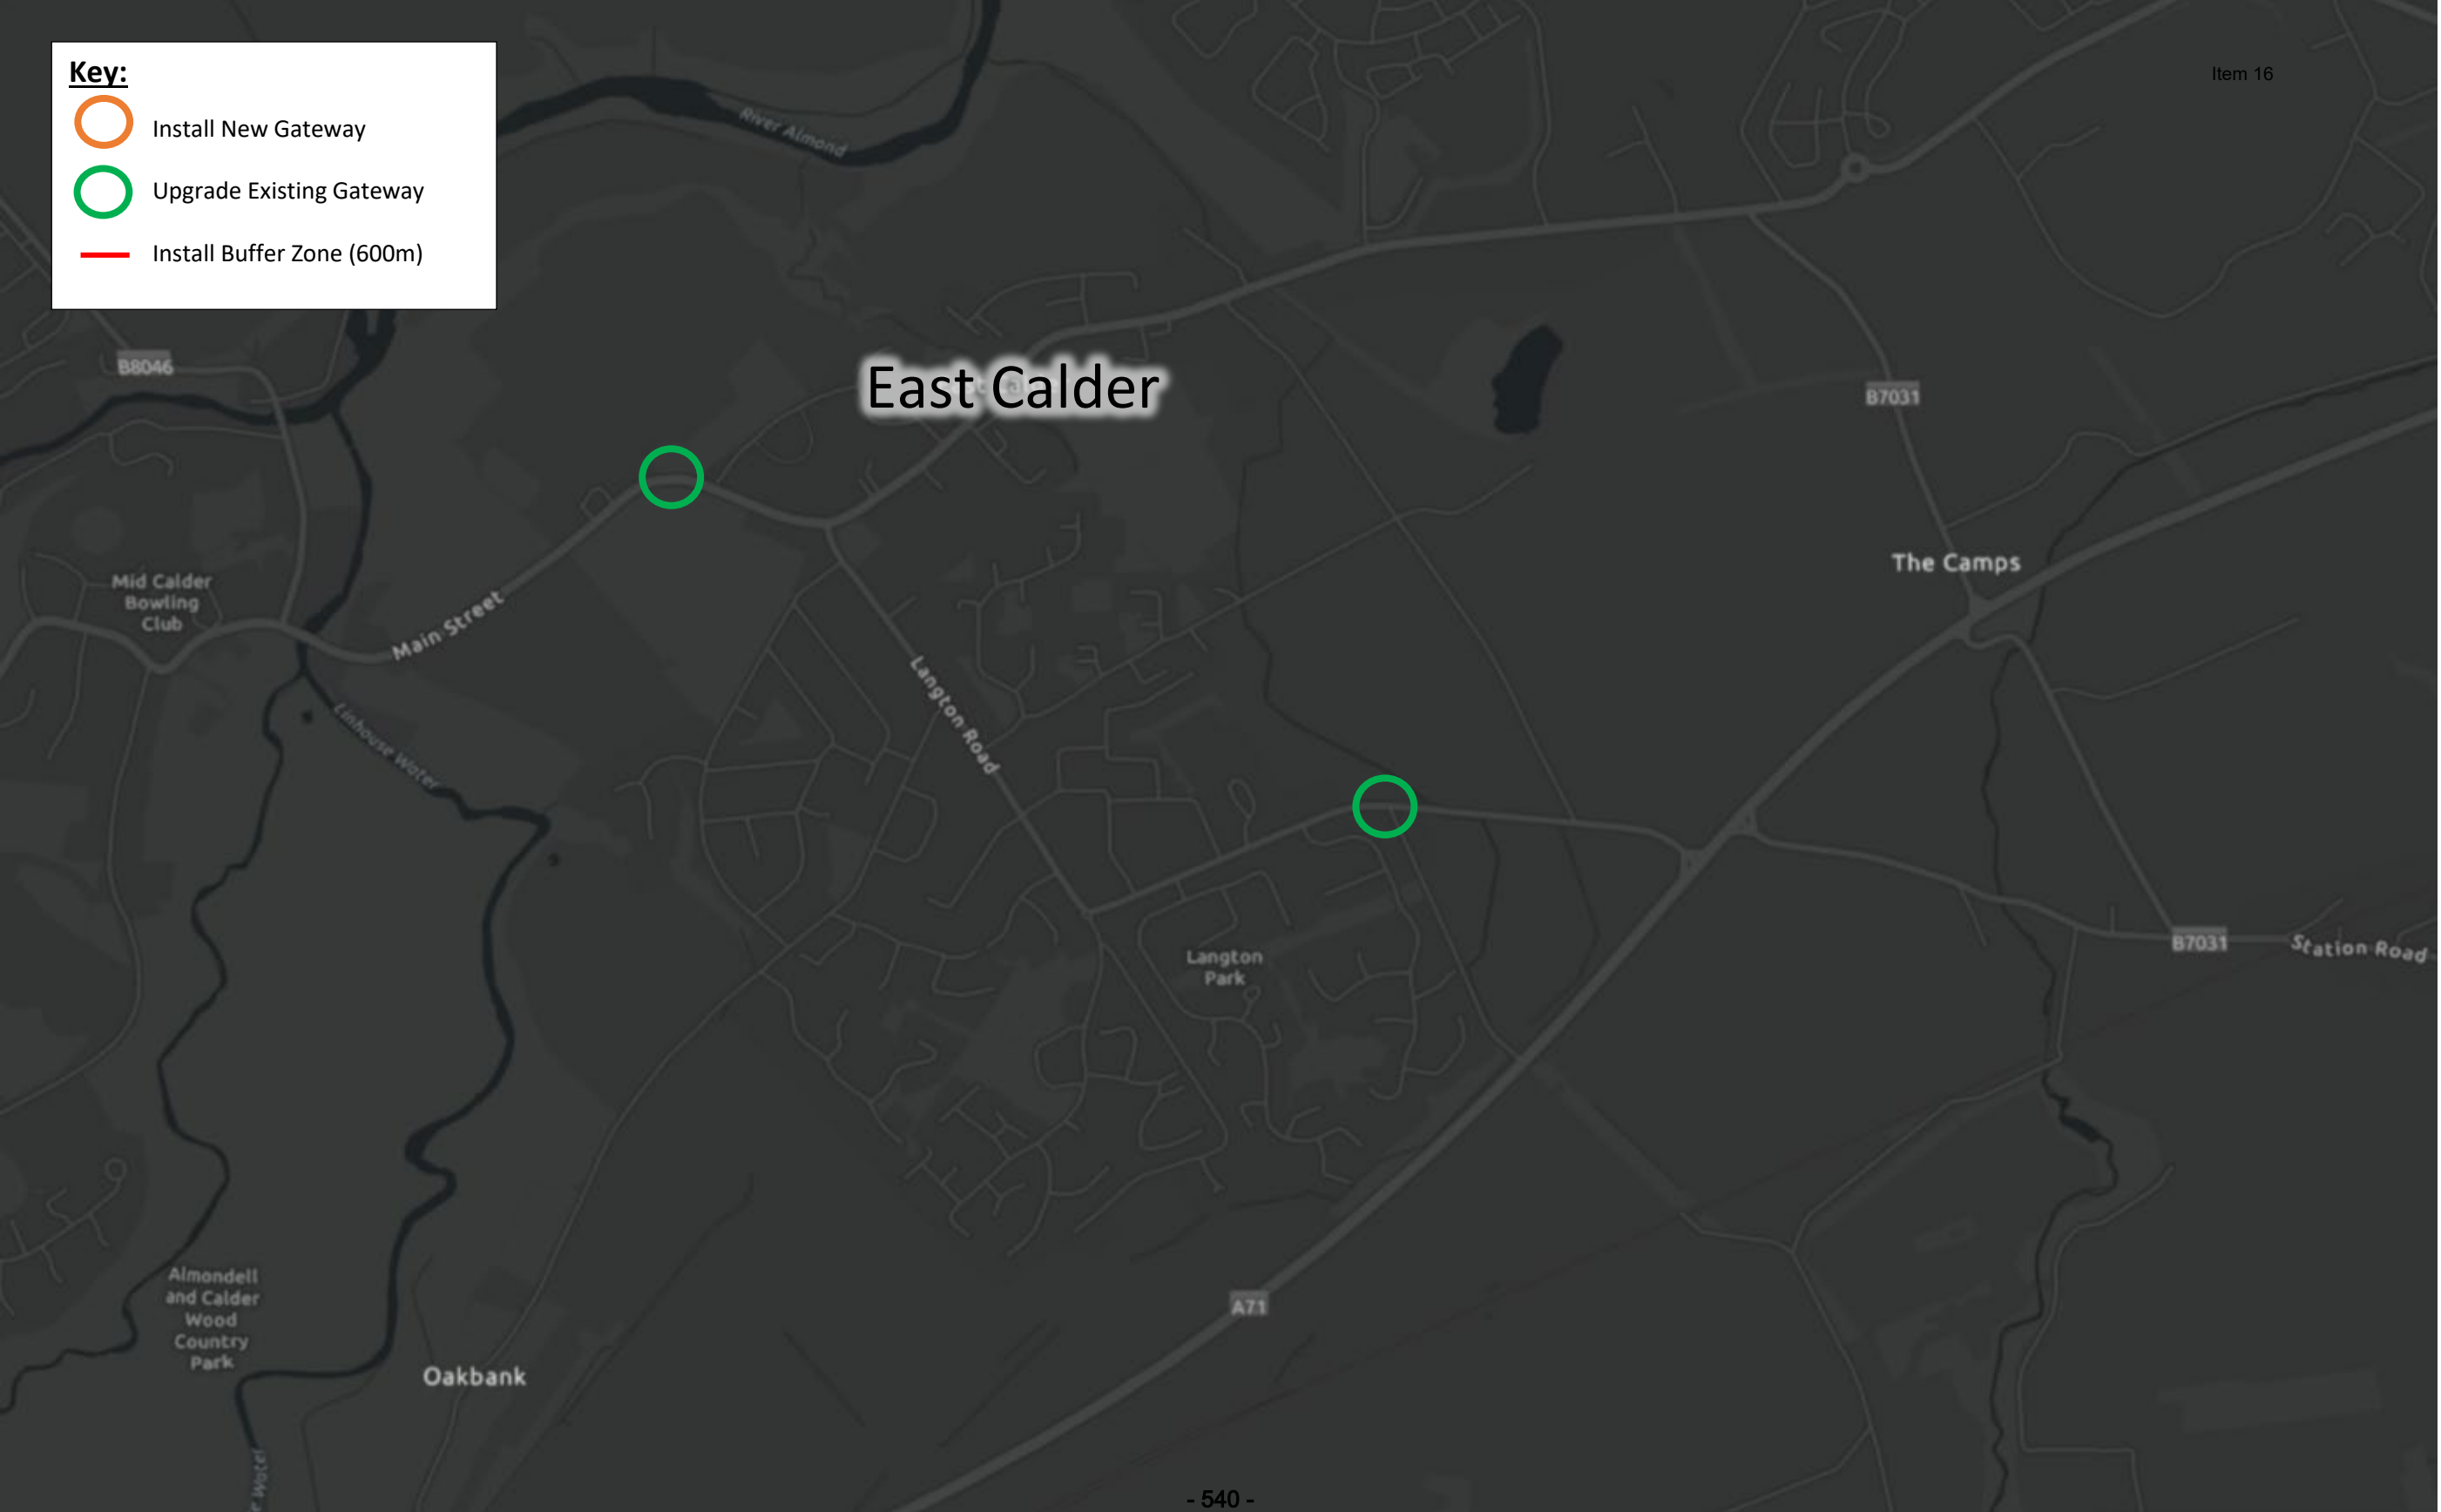 Key:
Install New Gateway
Upgrade Existing Gateway
Install Buffer Zone (600m)
Item 16
River Almond
B8046
East Calder
B7031
The Camps
Mid Calder
Bowling
Club
Main Street
Langton Road
Linhouse Water
Langton
Park
B7031
Station Road
Almondell
and Calder
Wood
Country
Park
A71
Oakbank
Water
- 540 -